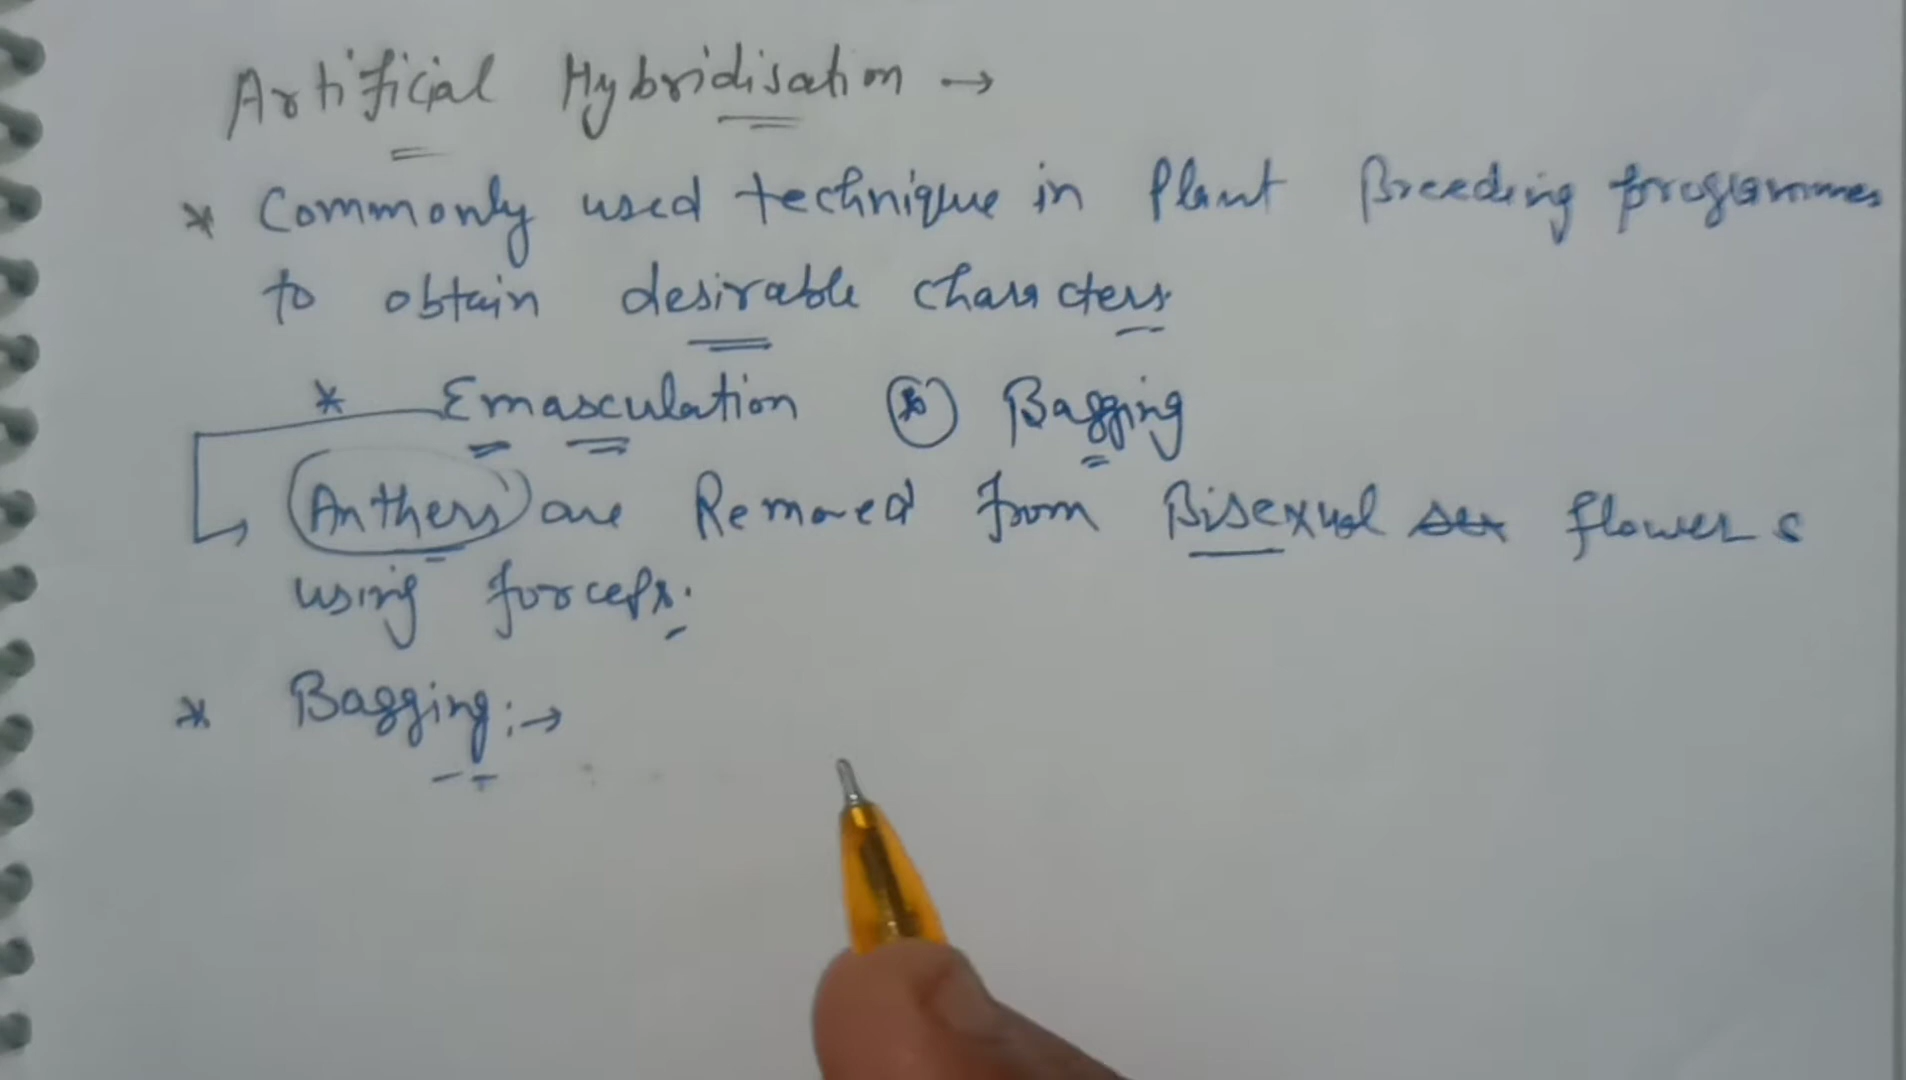 Artificial Hybridisation →
* Commonly used technique in Plant Breeding programmes
to obtain desirable characters.
* Emasculation * Bagging
Anthers are Removed from Bisexual flowers
using forceps.
* Bagging :→